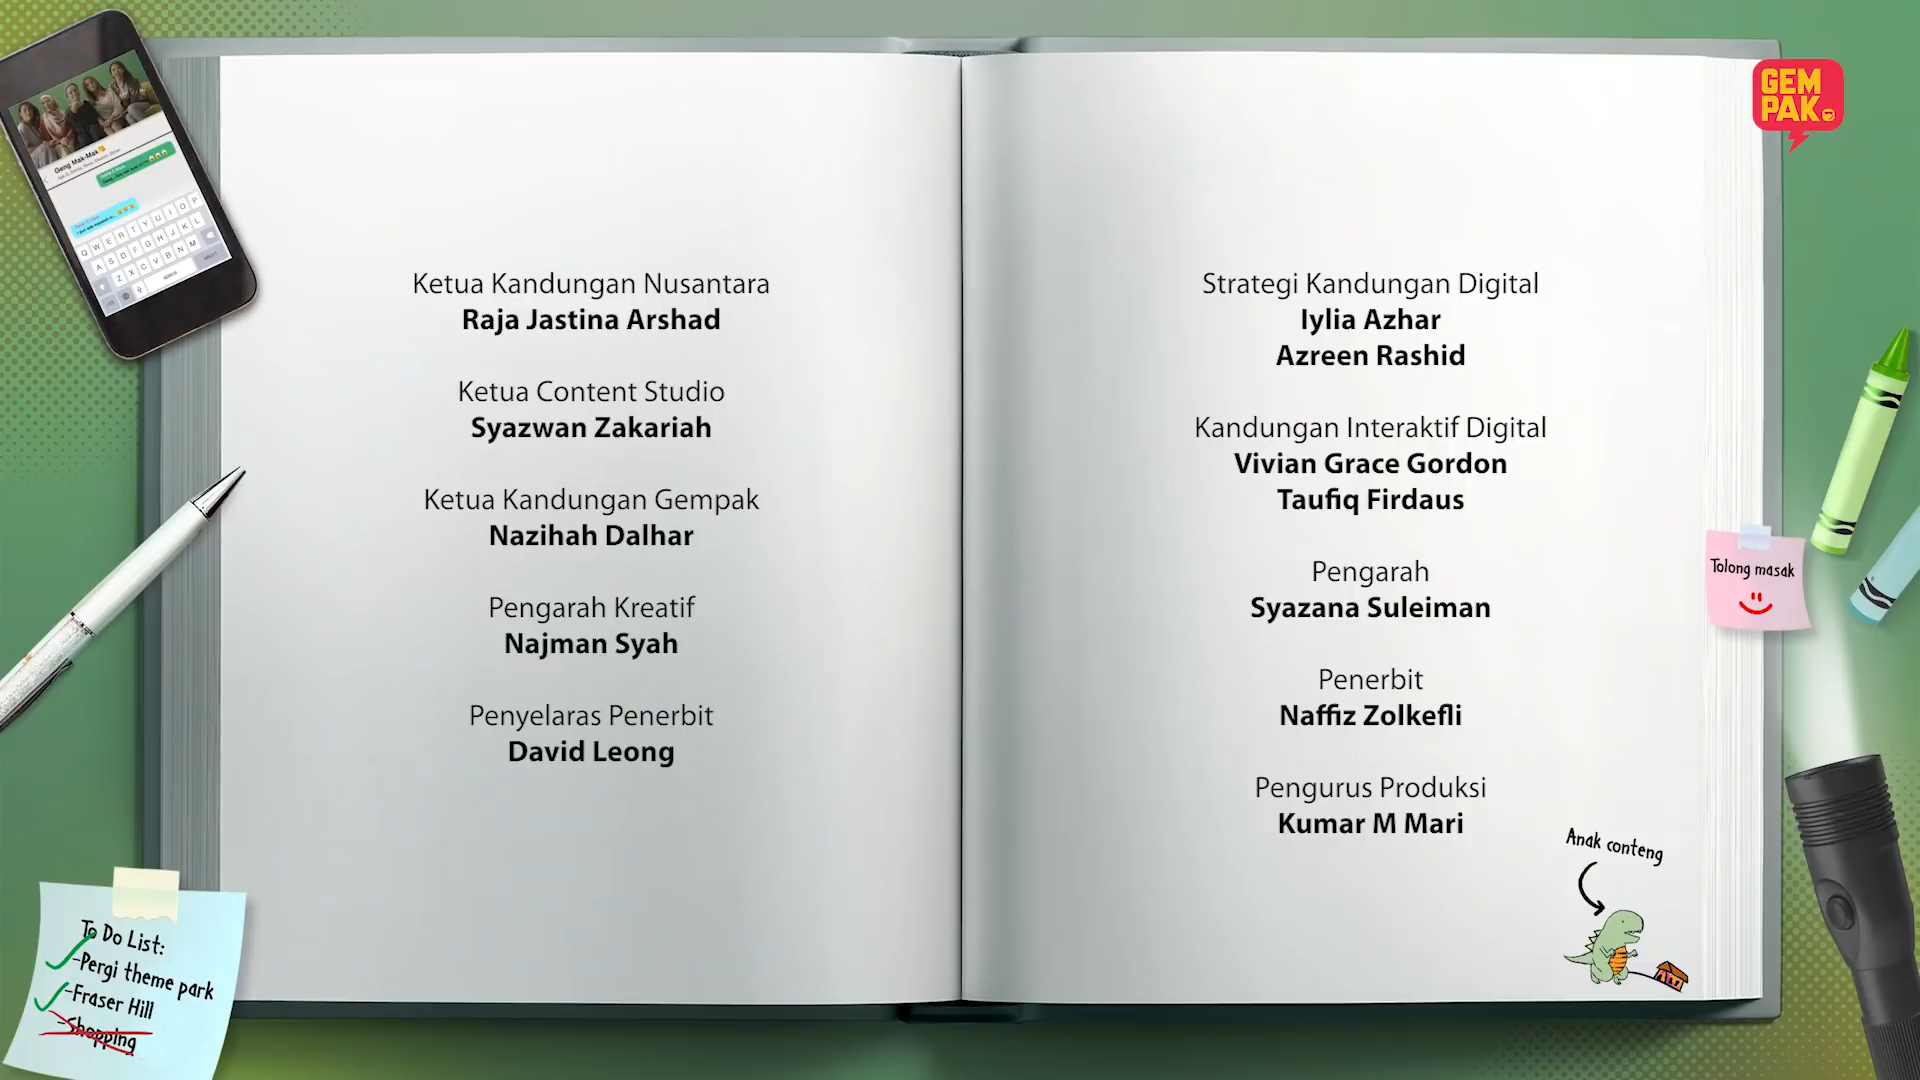 Geng Mak-Mak
Q W E R T Y U I O P
A S D F G H J K L
Z X C V B N M
space
Ketua Kandungan Nusantara
Raja Jastina Arshad
Ketua Content Studio
Syazwan Zakariah
Ketua Kandungan Gempak
Nazihah Dalhar
Pengarah Kreatif
Najman Syah
Penyelaras Penerbit
David Leong
To Do List:
-Pergi theme park
-Fraser Hill
-Shopping
GEM
PAK
Strategi Kandungan Digital
Iylia Azhar
Azreen Rashid
Kandungan Interaktif Digital
Vivian Grace Gordon
Taufiq Firdaus
Pengarah
Syazana Suleiman
Penerbit
Naffiz Zolkefli
Pengurus Produksi
Kumar M Mari
Anak conteng
Tolong masak